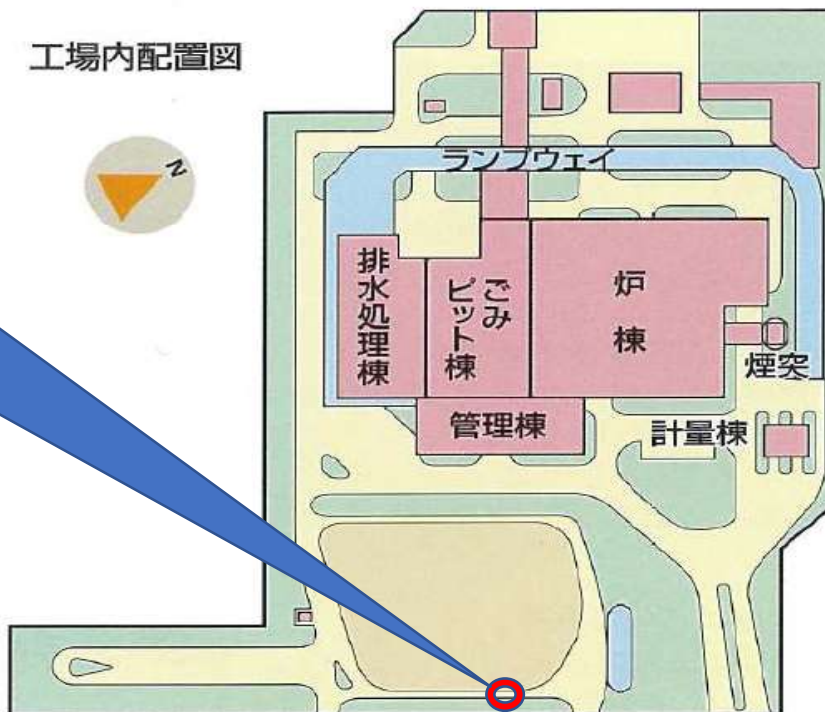 工場内配置図
N
ランプウェイ
排水処理棟
ごみ
ピット棟
炉棟
煙突
管理棟
計量棟